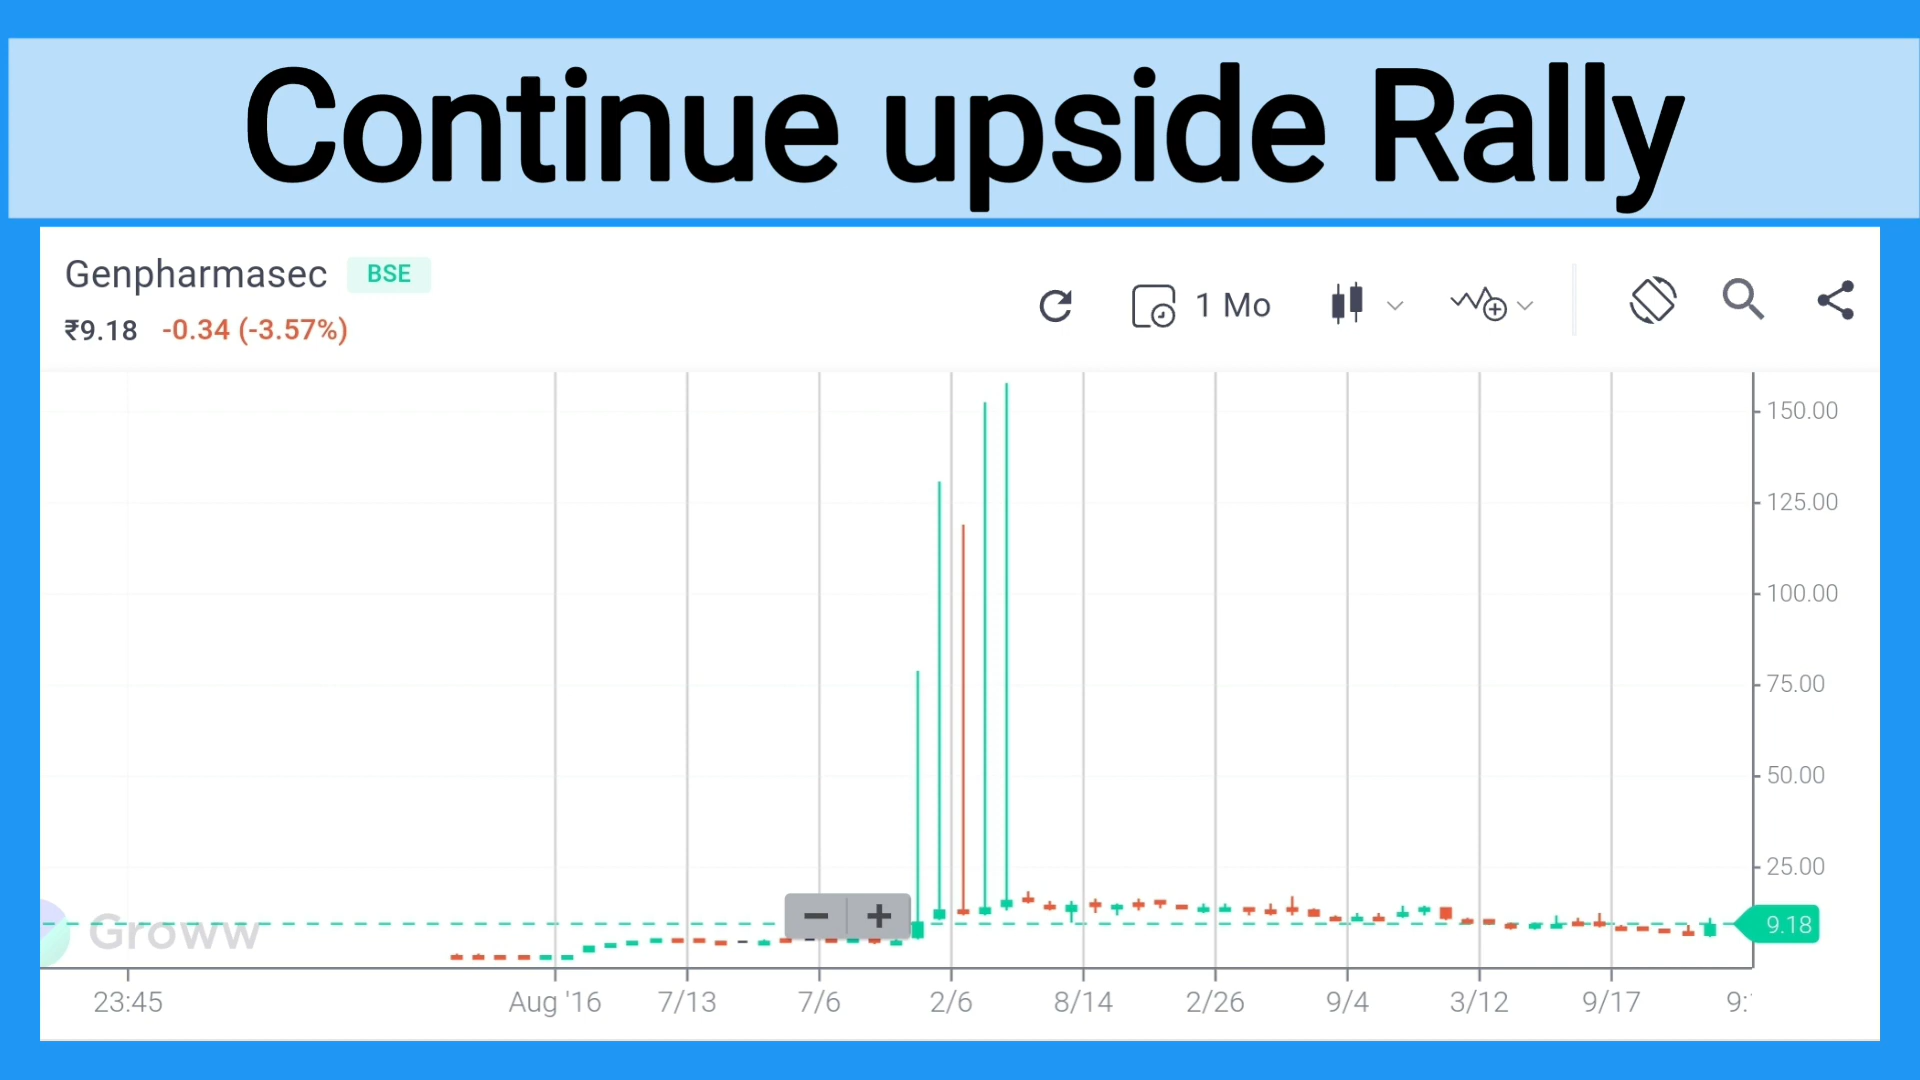 Continue upside Rally
Genpharmasec BSE
₹9.18 -0.34 (-3.57%)
1 Mo
150.00
125.00
100.00
75.00
50.00
25.00
9.18
Groww
23:45 Aug '16 7/13 7/6 2/6 8/14 2/26 9/4 3/12 9/17 9: